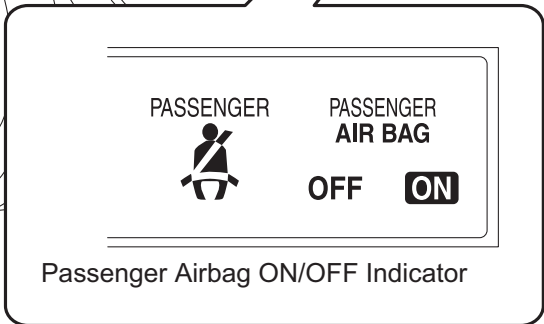 PASSENGER
PASSENGER
AIR BAG
OFF ON
Passenger Airbag ON/OFF Indicator